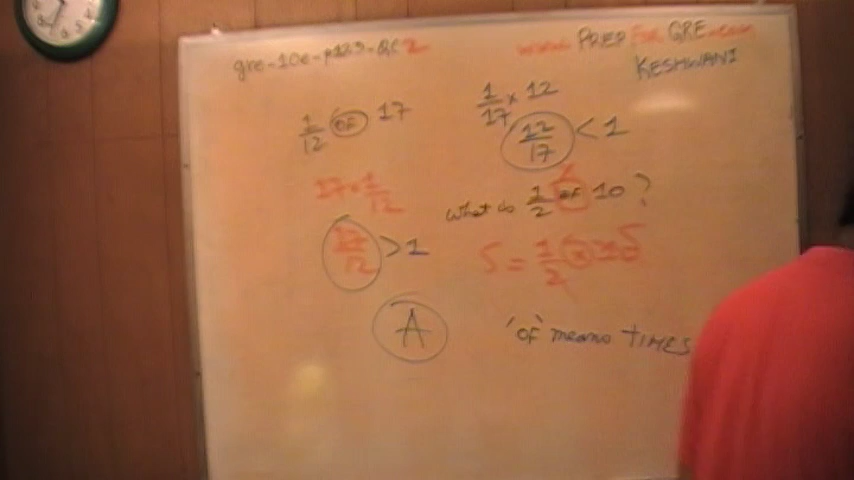 gre-10e-p123-QC2
www. PREP FOR GRE.com
KESHWANI
1/12 of 17
1/17 x 12
12/17 < 1
17 x 1/12
17/12 > 1
what is 1/2 of 10 ?
5 = 1/2 x 10 5
A
'of' means TIMES